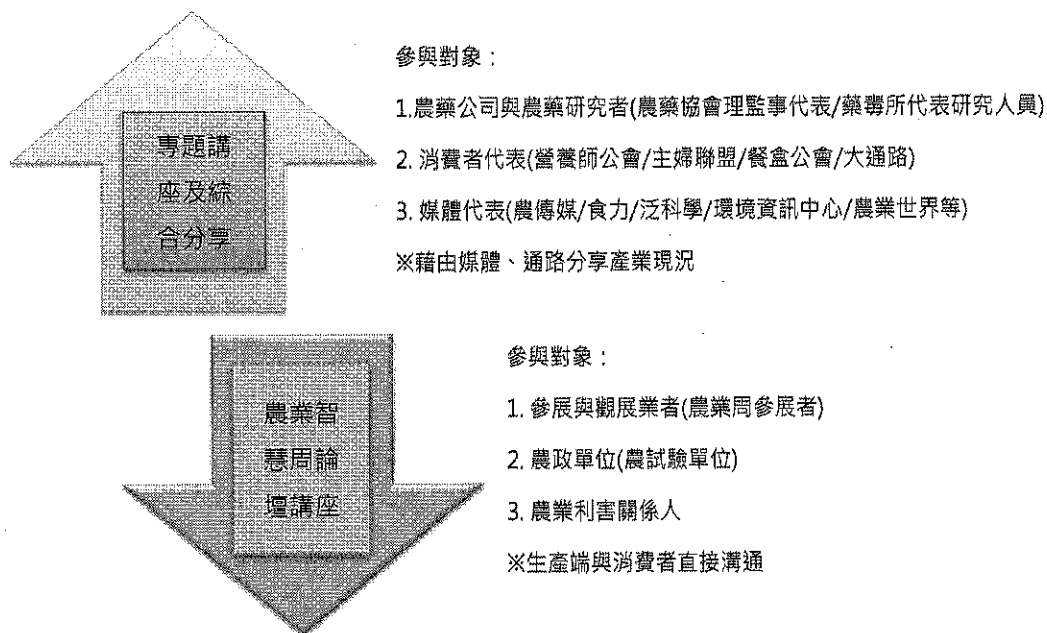 專題講
座及綜
合分享
參與對象：
1.農藥公司與農藥研究者(農藥協會理監事代表/藥毒所代表研究人員)
2. 消費者代表(營養師公會/主婦聯盟/餐盒公會/大通路)
3. 媒體代表(農傳媒/食力/泛科學/環境資訊中心/農業世界等)
※藉由媒體、通路分享產業現況
農業智
慧周論
壇講座
參與對象：
1. 參展與觀展業者(農業周參展者)
2. 農政單位(農試驗單位)
3. 農業利害關係人
※生產端與消費者直接溝通